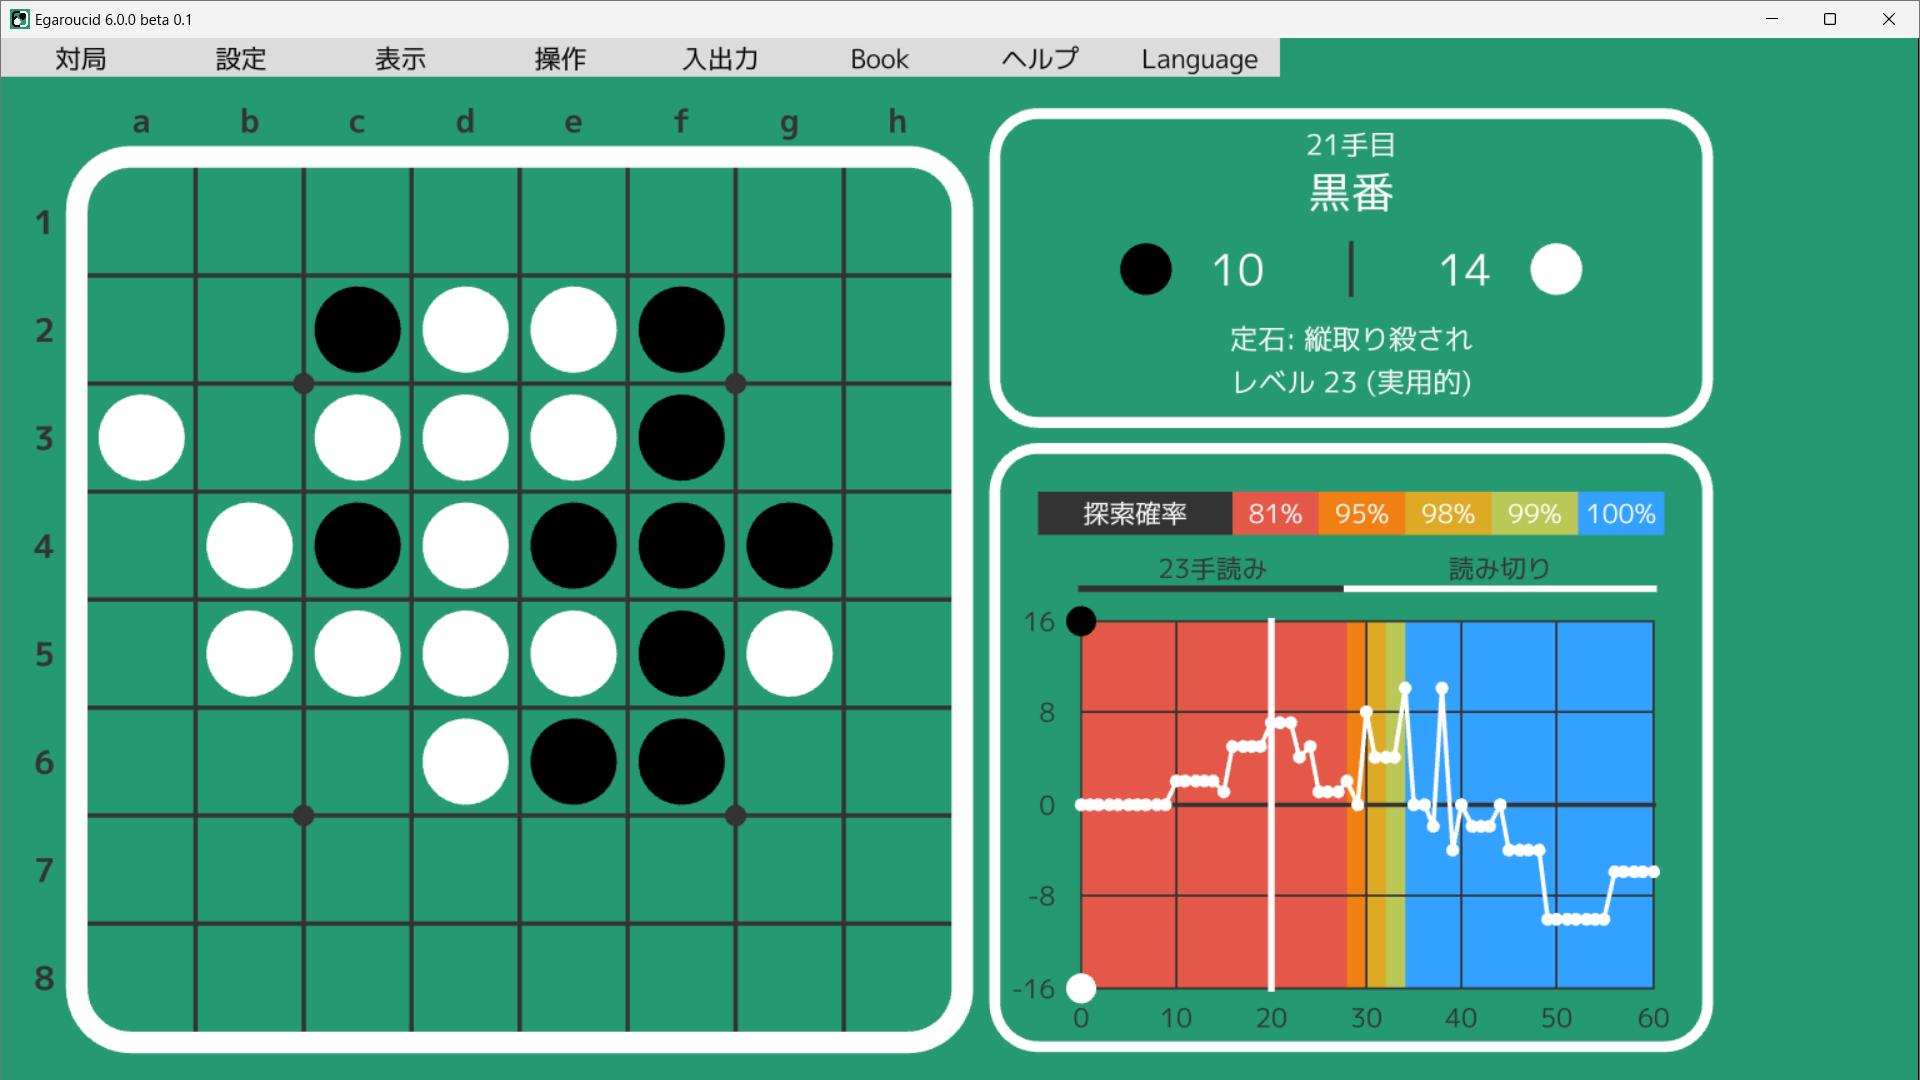 Egaroucid 6.0.0 beta 0.1
対局 設定 表示 操作 入出力 Book ヘルプ Language
a b c d e f g h
1
2
3
4
5
6
7
8
21手目
黒番
10 14
定石: 縦取り殺され
レベル 23 (実用的)
探索確率 81% 95% 98% 99% 100%
23手読み 読み切り
16
8
0
-8
-16
0 10 20 30 40 50 60